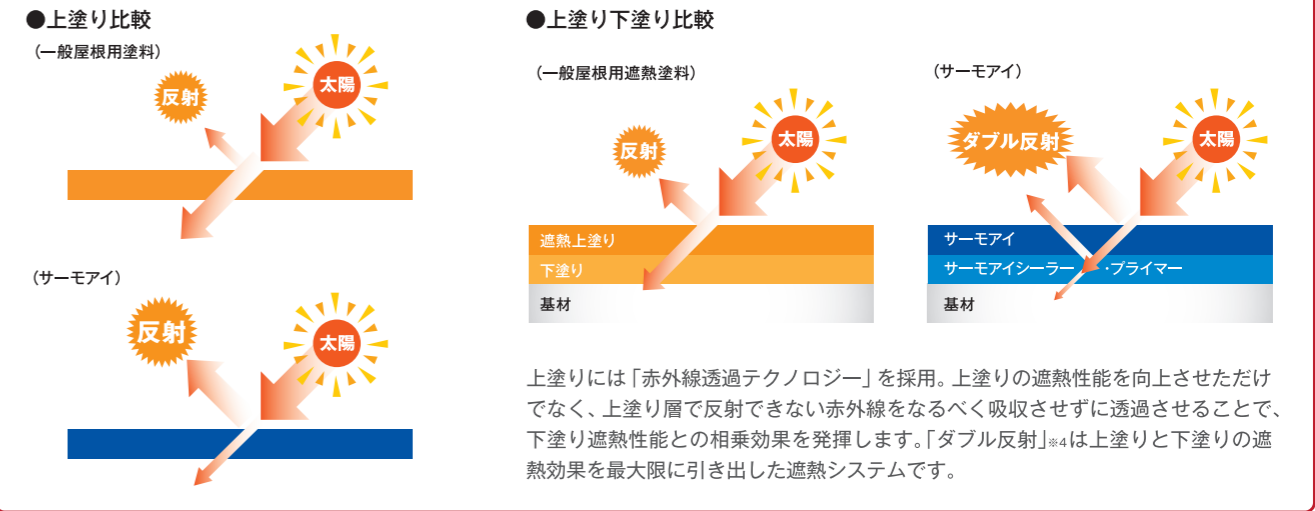 ●上塗り比較
（一般屋根用塗料）
反射
太陽
（サーモアイ）
反射
太陽
●上塗り下塗り比較
（一般屋根用遮熱塗料）
反射
太陽
遮熱上塗り
下塗り
基材
（サーモアイ）
ダブル反射
太陽
サーモアイ
サーモアイシーラー・プライマー
基材
上塗りには「赤外線透過テクノロジー」を採用。上塗りの遮熱性能を向上させただけ
でなく、上塗り層で反射できない赤外線をなるべく吸収させずに透過させることで、
下塗り遮熱性能との相乗効果を発揮します。「ダブル反射」※4は上塗りと下塗りの遮
熱効果を最大限に引き出した遮熱システムです。